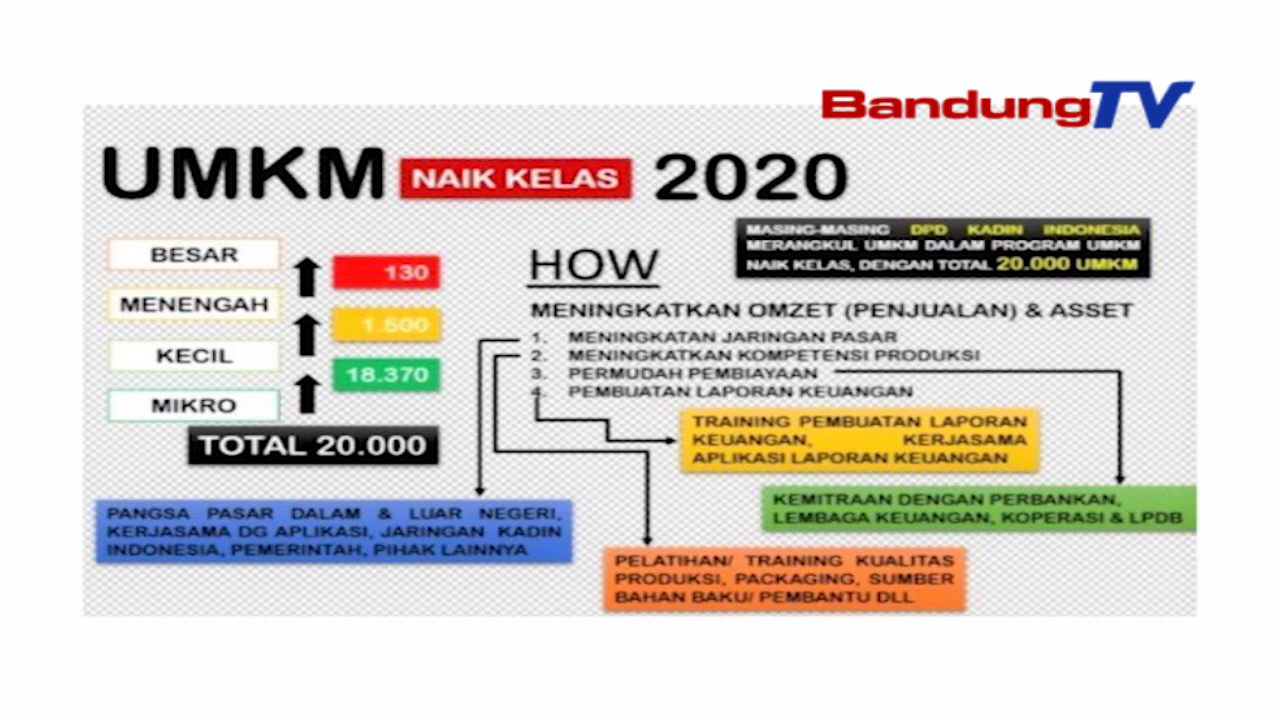 BandungTV
UMKM NAIK KELAS 2020
MASING-MASING DPD KADIN INDONESIA
MERANGKUL UMKM DALAM PROGRAM UMKM
NAIK KELAS, DENGAN TOTAL 20.000 UMKM
BESAR
MENENGAH
KECIL
MIKRO
130
1.500
18.370
TOTAL 20.000
HOW
MENINGKATKAN OMZET (PENJUALAN) & ASSET
1. MENINGKATAN JARINGAN PASAR
2. MENINGKATKAN KOMPETENSI PRODUKSI
3. PERMUDAH PEMBIAYAAN
4. PEMBUATAN LAPORAN KEUANGAN
TRAINING PEMBUATAN LAPORAN
KEUANGAN, KERJASAMA
APLIKASI LAPORAN KEUANGAN
KEMITRAAN DENGAN PERBANKAN,
LEMBAGA KEUANGAN, KOPERASI & LPDB
PANGSA PASAR DALAM & LUAR NEGERI,
KERJASAMA DG APLIKASI, JARINGAN KADIN
INDONESIA, PEMERINTAH, PIHAK LAINNYA
PELATIHAN/ TRAINING KUALITAS
PRODUKSI, PACKAGING, SUMBER
BAHAN BAKU/ PEMBANTU DLL